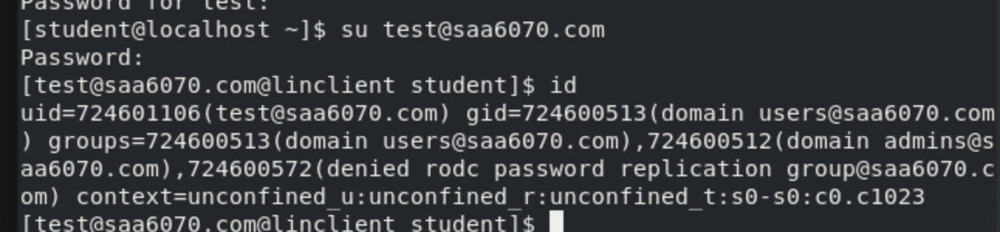 Password for test:
[student@localhost ~]$ su test@saa6070.com
Password:
[test@saa6070.com@linclient student]$ id
uid=724601106(test@saa6070.com) gid=724600513(domain users@saa6070.com
) groups=724600513(domain users@saa6070.com),724600512(domain admins@s
aa6070.com),724600572(denied rodc password replication group@saa6070.c
om) context=unconfined_u:unconfined_r:unconfined_t:s0-s0:c0.c1023
[test@saa6070.com@linclient student]$